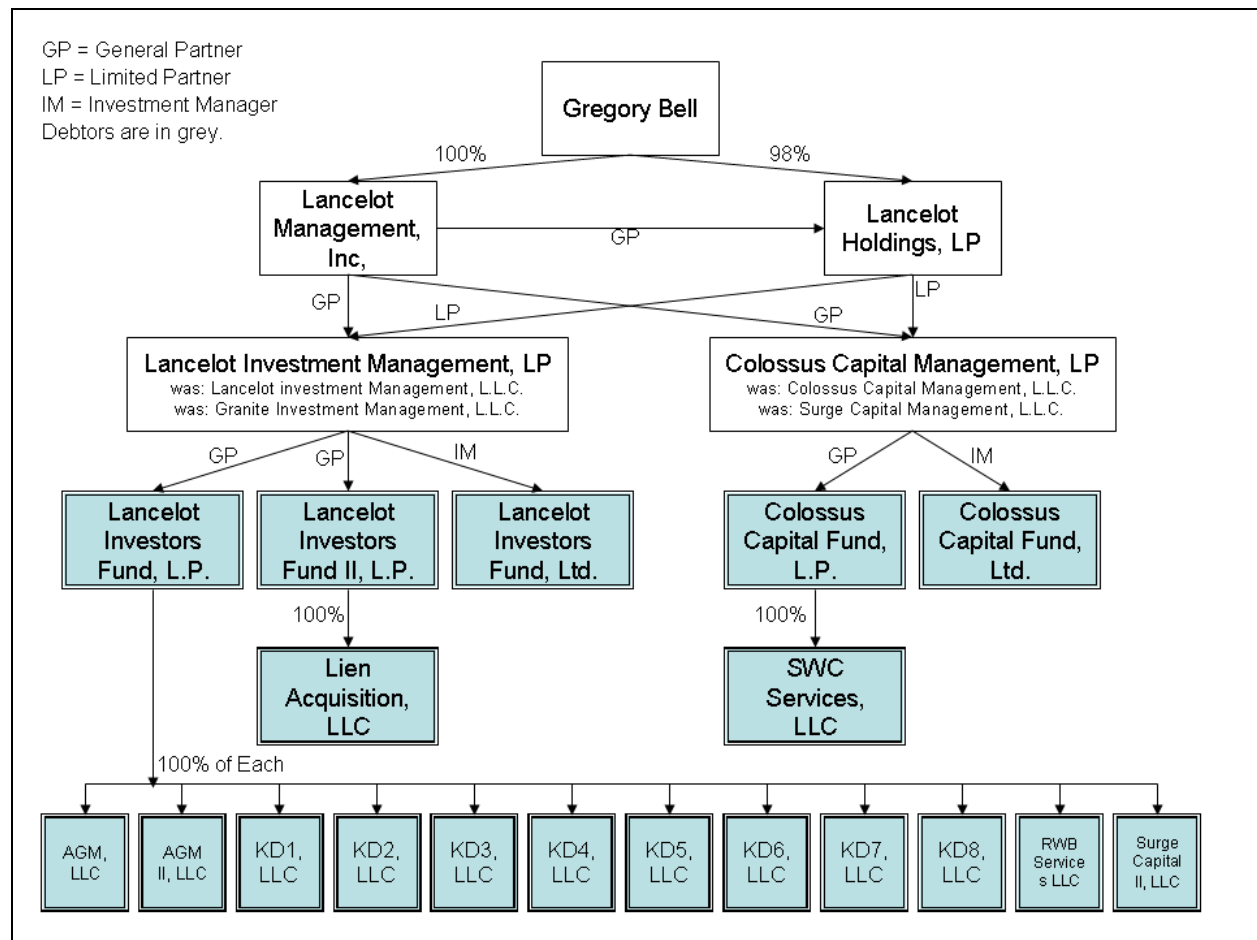 GP = General Partner
LP = Limited Partner
IM = Investment Manager
Debtors are in grey.
Gregory Bell
100%
98%
Lancelot
Management,
Inc,
GP
Lancelot
Holdings, LP
GP
LP
GP
LP
Lancelot Investment Management, LP
was: Lancelot investment Management, L.L.C.
was: Granite Investment Management, L.L.C.
Colossus Capital Management, LP
was: Colossus Capital Management, L.L.C.
was: Surge Capital Management, L.L.C.
GP
GP
IM
GP
IM
Lancelot
Investors
Fund, L.P.
Lancelot
Investors
Fund II, L.P.
Lancelot
Investors
Fund, Ltd.
Colossus
Capital Fund,
L.P.
Colossus
Capital Fund,
Ltd.
100%
100%
Lien
Acquisition,
LLC
SWC
Services,
LLC
100% of Each
AGM,
LLC
AGM
II, LLC
KD1,
LLC
KD2,
LLC
KD3,
LLC
KD4,
LLC
KD5,
LLC
KD6,
LLC
KD7,
LLC
KD8,
LLC
RWB
Service
s LLC
Surge
Capital
II, LLC